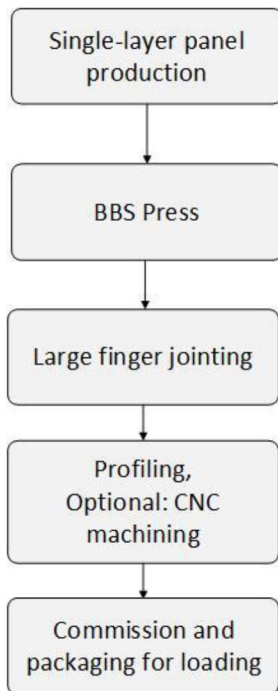 Single-layer panel
production
BBS Press
Large finger jointing
Profiling,
Optional: CNC
machining
Commission and
packaging for loading